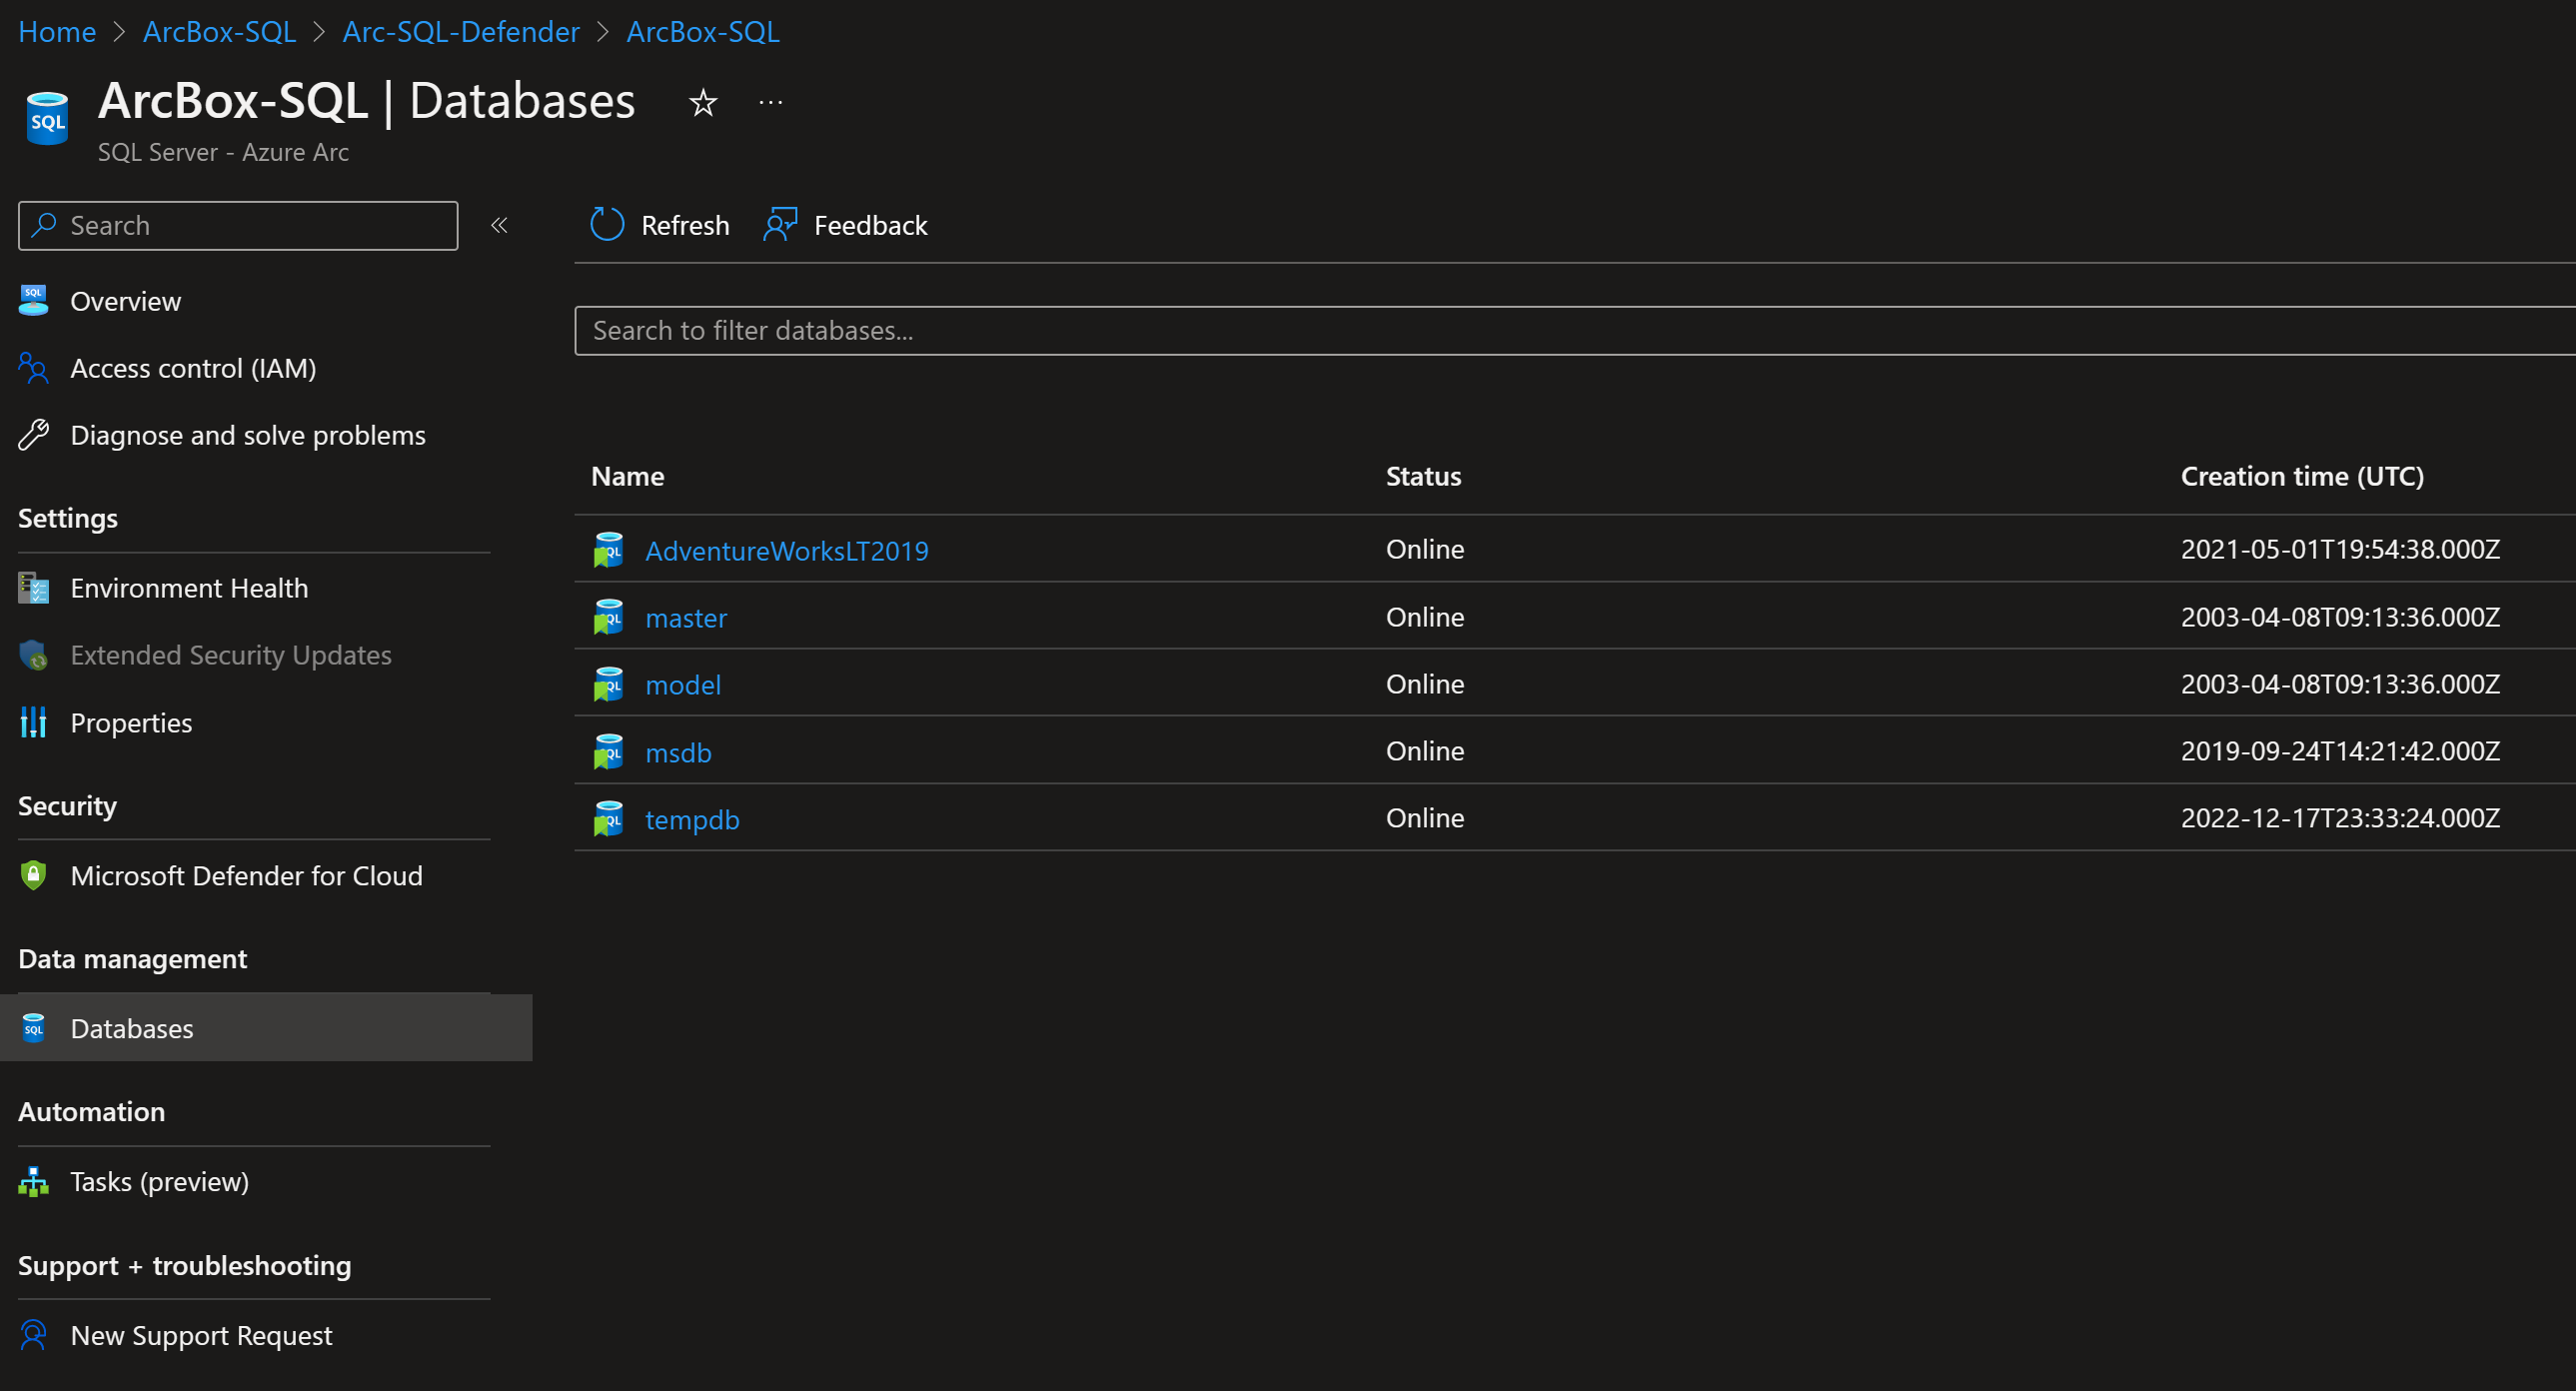 Home > ArcBox-SQL > Arc-SQL-Defender > ArcBox-SQL
SQL
ArcBox-SQL | Databases
SQL Server - Azure Arc
Search
Refresh
Feedback
SQL
Overview
Access control (IAM)
Diagnose and solve problems
Settings
Environment Health
Extended Security Updates
Properties
Security
Microsoft Defender for Cloud
Data management
SQL
Databases
Automation
Tasks (preview)
Support + troubleshooting
New Support Request
Search to filter databases...
Name Status Creation time (UTC)
AdventureWorksLT2019 Online 2021-05-01T19:54:38.000Z
master Online 2003-04-08T09:13:36.000Z
model Online 2003-04-08T09:13:36.000Z
msdb Online 2019-09-24T14:21:42.000Z
tempdb Online 2022-12-17T23:33:24.000Z